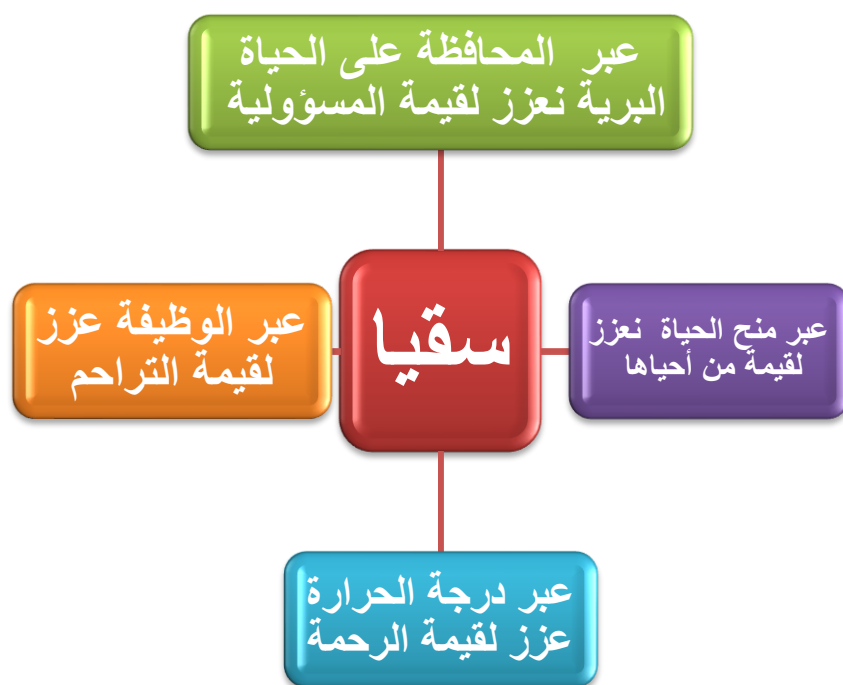 عبر المحافظة على الحياة
البرية نعزز لقيمة المسؤولية
عبر منح الحياة نعزز
لقيمة من أحياها
سقيا
عبر الوظيفة عزز
لقيمة التراحم
عبر درجة الحرارة
عزز لقيمة الرحمة